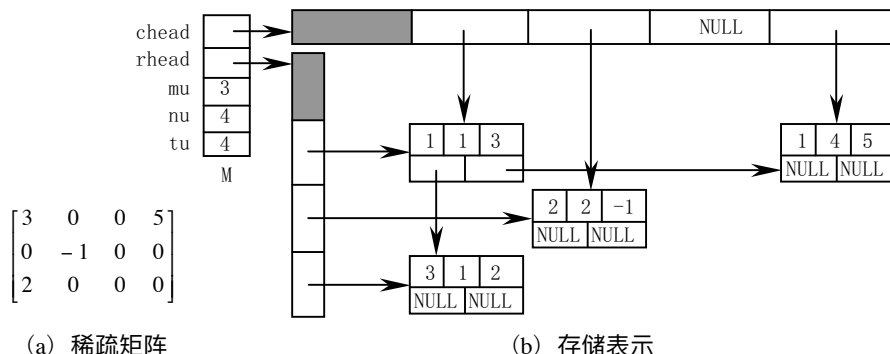 chead
NULL
rhead
mu 3
nu 4
tu 4
M
1 1 3
1 4 5
NULL NULL
2 2 -1
NULL NULL
3 1 2
NULL NULL
3 0 0 5
0 -1 0 0
2 0 0 0
(a) 稀疏矩阵
(b) 存储表示